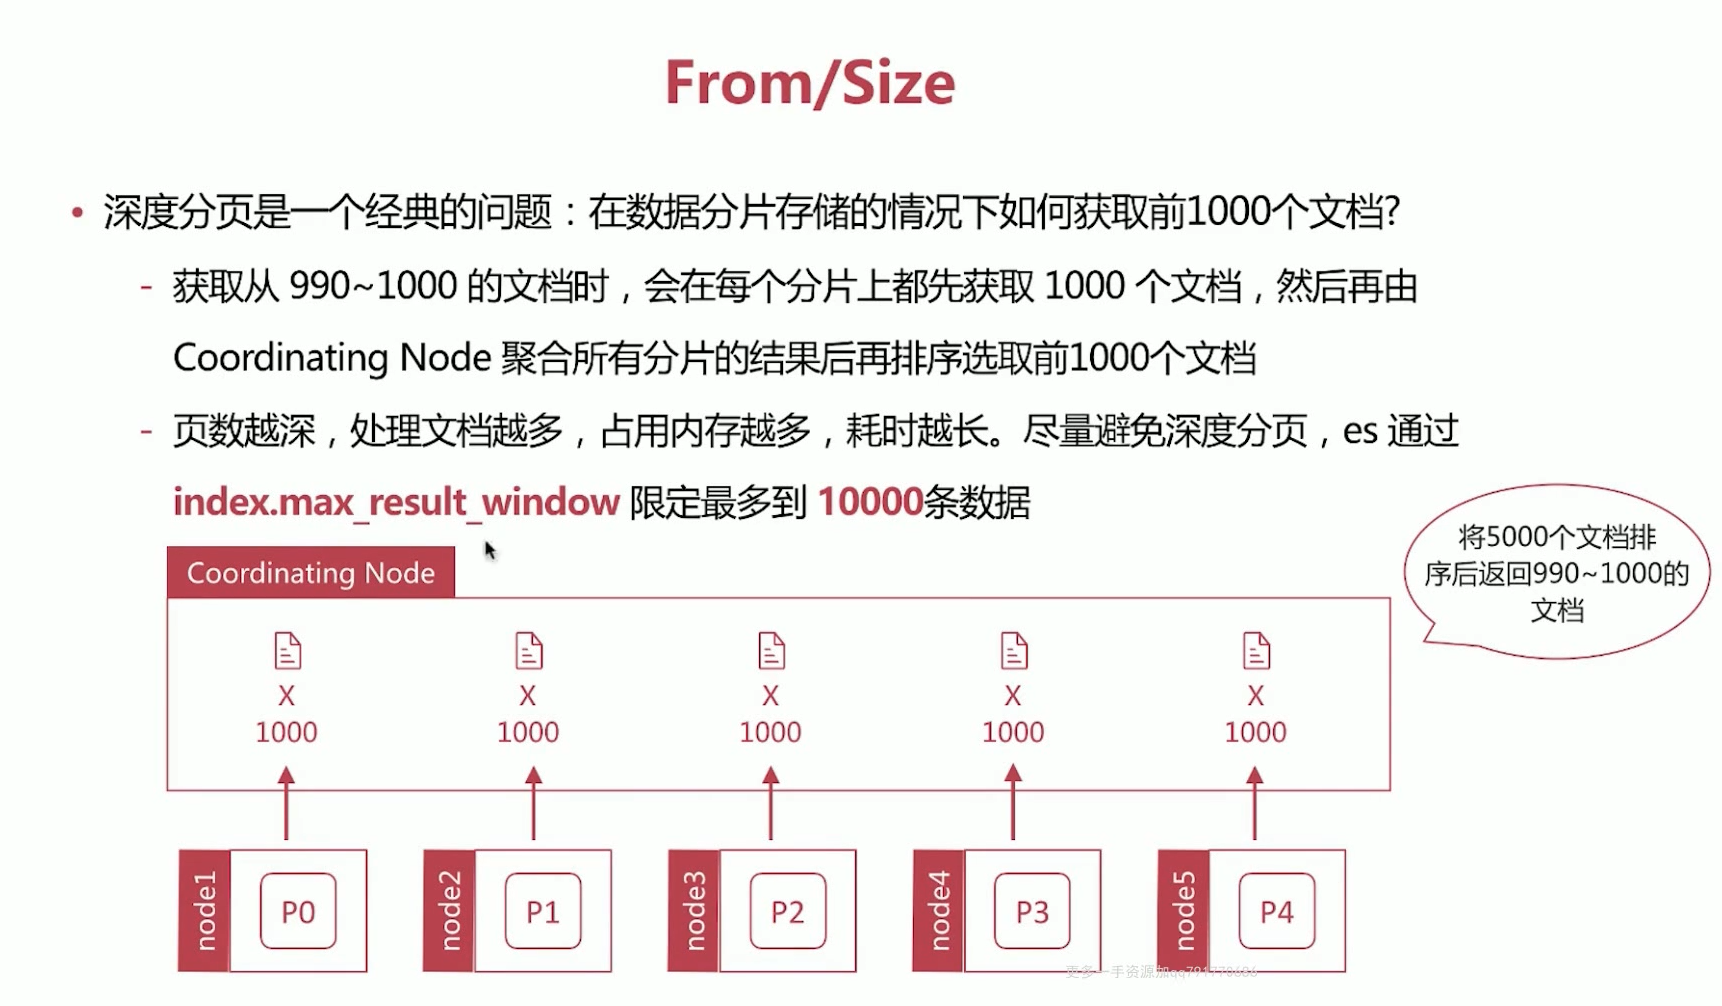 From/Size
• 深度分页是一个经典的问题：在数据分片存储的情况下如何获取前1000个文档?
- 获取从 990~1000 的文档时，会在每个分片上都先获取 1000 个文档，然后再由
Coordinating Node 聚合所有分片的结果后再排序选取前1000个文档
- 页数越深，处理文档越多，占用内存越多，耗时越长。尽量避免深度分页，es 通过
index.max_result_window 限定最多到 10000条数据
将5000个文档排
序后返回990~1000的
文档
Coordinating Node
X X X X X
1000 1000 1000 1000 1000
node1 P0 node2 P1 node3 P2 node4 P3 node5 P4
更多一手资源加qq